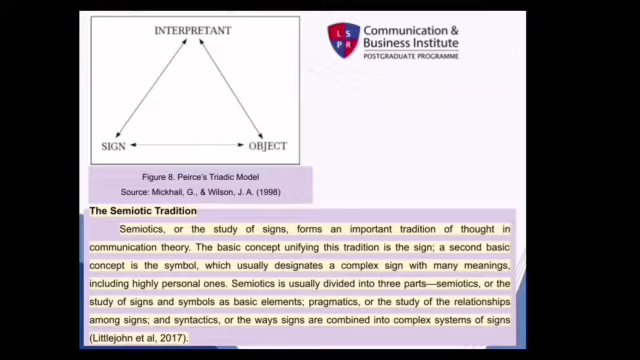 INTERPRETANT
SIGN
OBJECT
L S
P R
Communication &
Business Institute
POSTGRADUATE PROGRAMME
Figure 8. Peirce's Triadic Model
Source: Mickhail, G., & Wilson, J. A. (1998)
The Semiotic Tradition
Semiotics, or the study of signs, forms an important tradition of thought in
communication theory. The basic concept unifying this tradition is the sign; a second basic
concept is the symbol, which usually designates a complex sign with many meanings,
including highly personal ones. Semiotics is usually divided into three parts—semiotics, or the
study of signs and symbols as basic elements; pragmatics, or the study of the relationships
among signs; and syntactics, or the ways signs are combined into complex systems of signs
(Littlejohn et al, 2017).